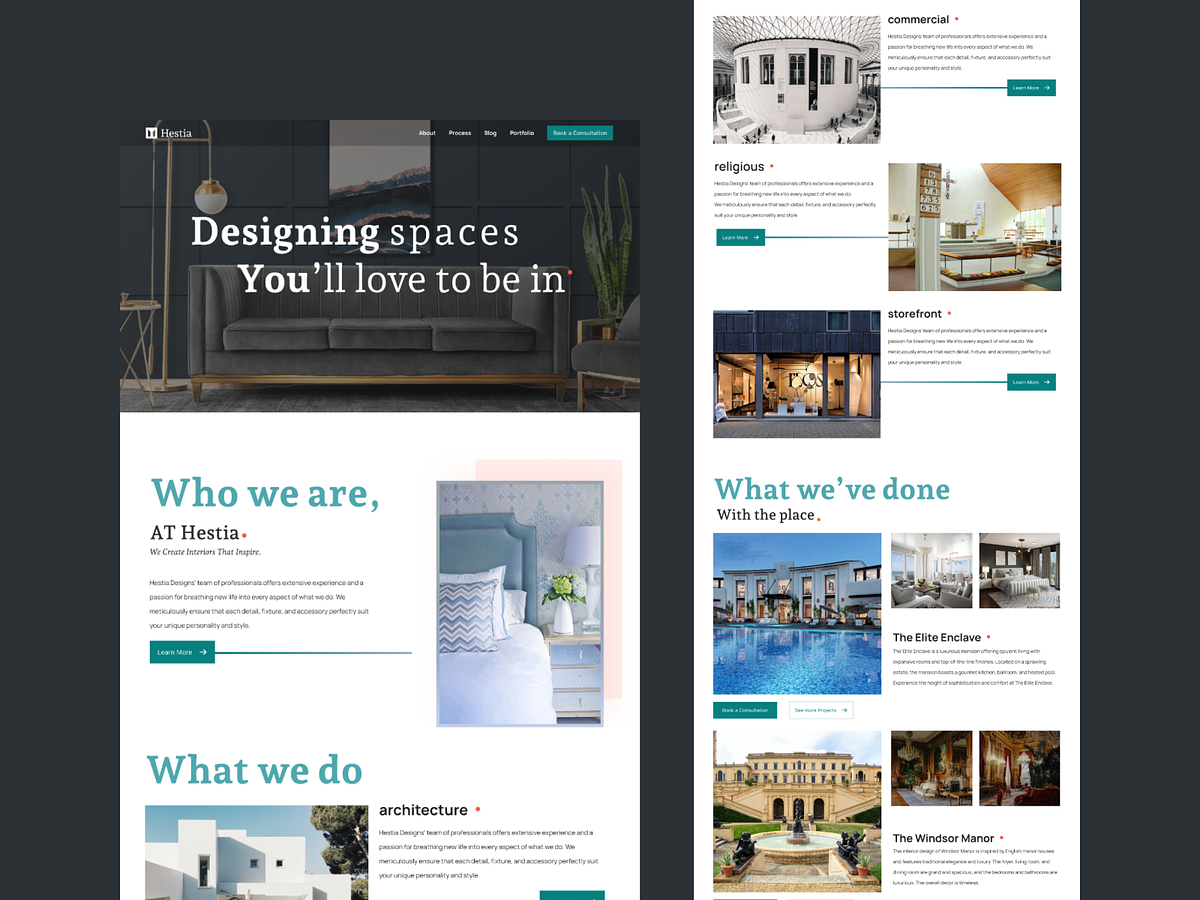 Hestia
About Process Blog Portfolio Book a Consultation
Designing spaces
You'll love to be in
Who we are,
AT Hestia.
We Create Interiors That Inspire.
Hestia Designs' team of professionals offers extensive experience and a
passion for breathing new life into every aspect of what we do. We
meticulously ensure that each detail, fixture, and accessory perfectly suit
your unique personality and style.
Learn More →
What we do
architecture
Hestia Designs' team of professionals offers extensive experience and a
passion for breathing new life into every aspect of what we do. We
meticulously ensure that each detail, fixture, and accessory perfectly suit
your unique personality and style.
commercial
Hestia Designs' team of professionals offers extensive experience and a
passion for breathing new life into every aspect of what we do. We
meticulously ensure that each detail, fixture, and accessory perfectly suit
your unique personality and style.
Learn More →
religious
Hestia Designs' team of professionals offers extensive experience and a
passion for breathing new life into every aspect of what we do.
We meticulously ensure that each detail, fixture, and accessory perfectly
suit your unique personality and style.
Learn More →
storefront
Hestia Designs' team of professionals offers extensive experience and a
passion for breathing new life into every aspect of what we do. We
meticulously ensure that each detail, fixture, and accessory perfectly suit
your unique personality and style.
Learn More →
What we've done
With the place.
The Elite Enclave
The Elite Enclave is a luxurious mansion offering opulent living with
expansive rooms and top-of-the-line finishes. Located on a sprawling
estate, the mansion boasts a gourmet kitchen, ballroom, and heated pool.
Experience the height of sophistication and comfort at The Elite Enclave.
Book a Consultation
See more Projects →
The Windsor Manor
The interior design of Windsor Manor is inspired by English manor houses
and features traditional elegance and luxury. The foyer, living room, and
dining room are grand and spacious, and the bedrooms and bathrooms are
luxurious. The overall decor is timeless